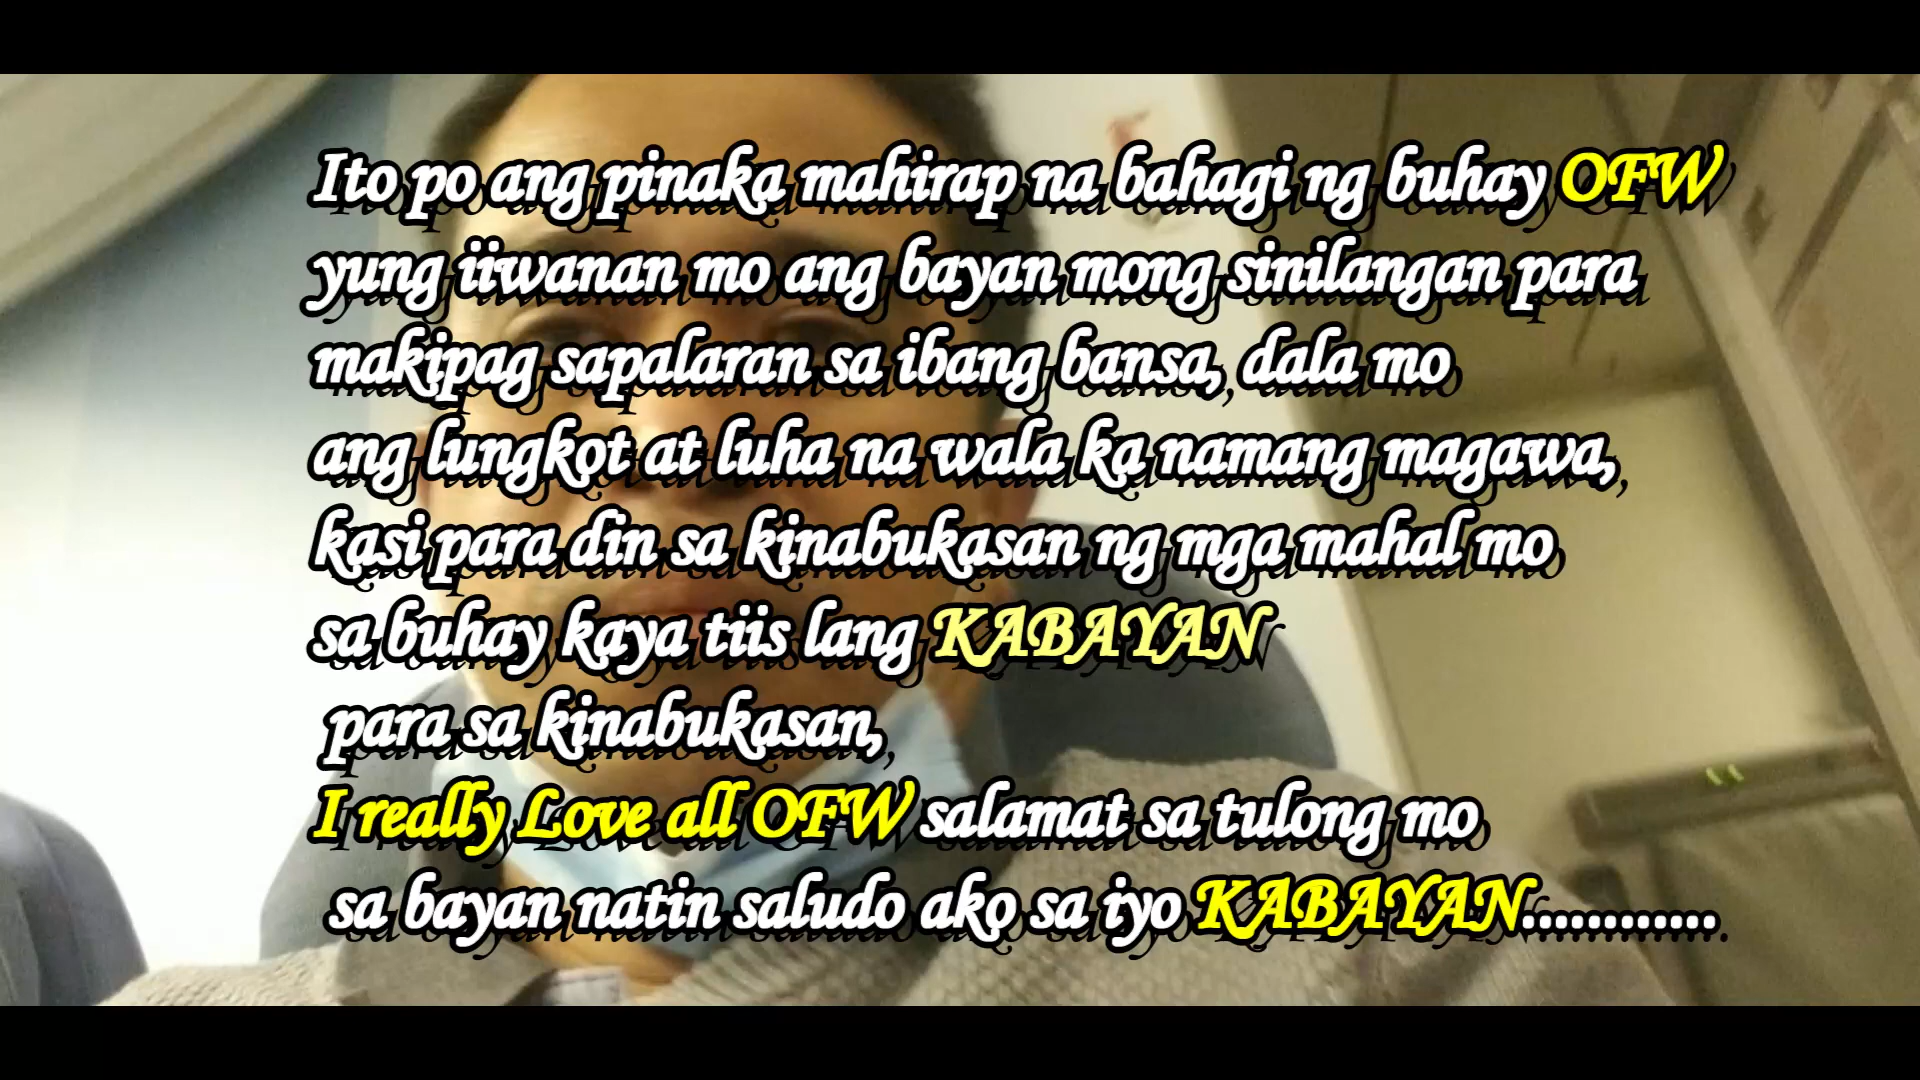 Ito po ang pinaka mahirap na bahagi ng buhay OFW
yung iiwanan mo ang bayan mong sinilangan para
makipag sapalaran sa ibang bansa, dala mo
ang lungkot at luha na wala ka namang magawa,
kasi para din sa kinabukasan ng mga mahal mo
sa buhay kaya tiis lang KABAYAN
para sa kinabukasan,
I really Love all OFW salamat sa tulong mo
sa bayan natin saludo ako sa iyo KABAYAN............